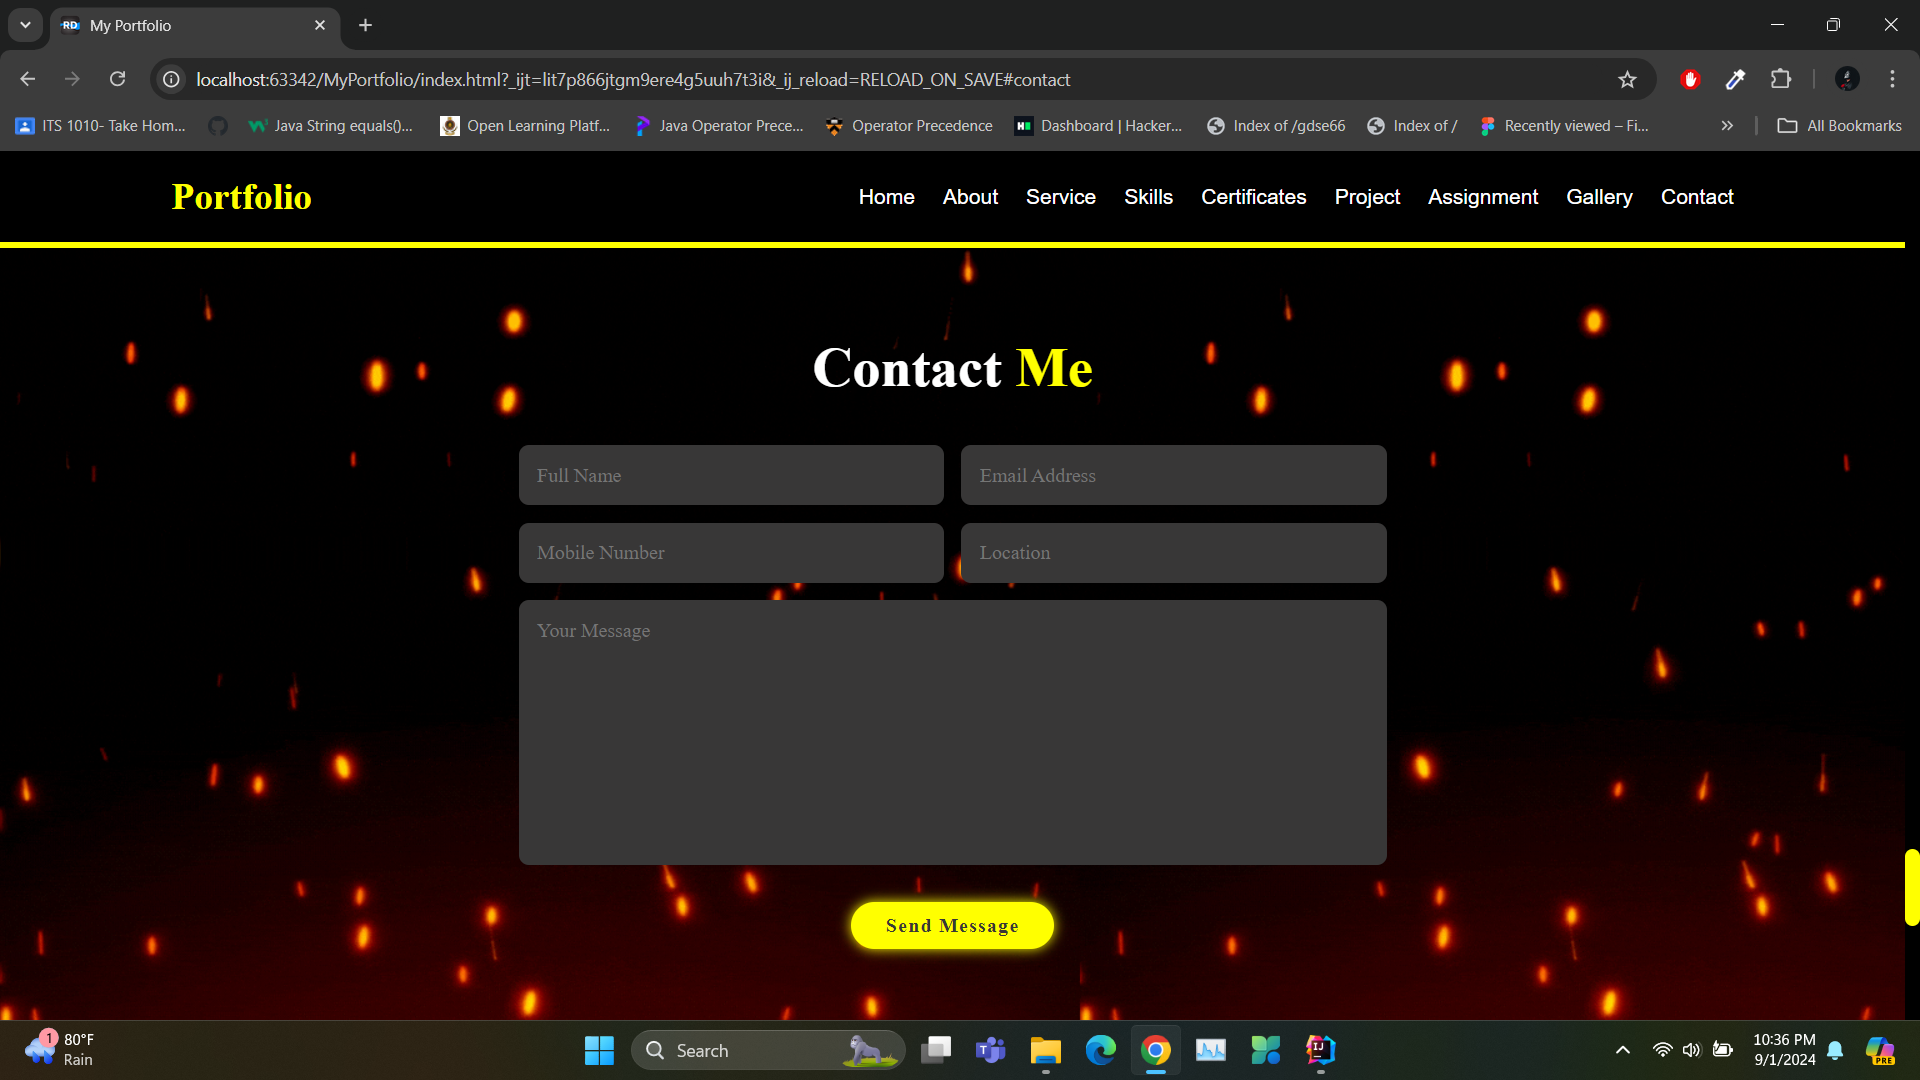 RD My Portfolio
localhost:63342/MyPortfolio/index.html?_ijt=lit7p866jtgm9ere4g5uuh7t3i&_ij_reload=RELOAD_ON_SAVE#contact
ITS 1010- Take Hom... Java String equals()... Open Learning Platf... Java Operator Prece... Operator Precedence Dashboard | Hacker... Index of /gdse66 Index of / Recently viewed – Fi... » All Bookmarks
Portfolio Home About Service Skills Certificates Project Assignment Gallery Contact
Contact Me
Full Name Email Address
Mobile Number Location
Your Message
Send Message
1 80°F
Rain
Search
10:36 PM
9/1/2024
PRE